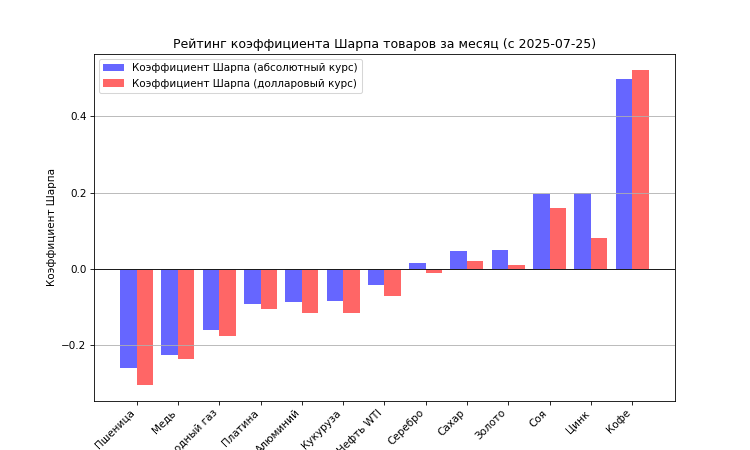 Рейтинг коэффициента Шарпа товаров за месяц (с 2025-07-25)
Коэффициент Шарпа (абсолютный курс)
Коэффициент Шарпа (долларовый курс)
Коэффициент Шарпа
0.4
0.2
0.0
−0.2
Пшеница
Медь
газ
Платина
Алюминий
Кукуруза
Нефть WTI
Серебро
Сахар
Золото
Соя
Цинк
Кофе